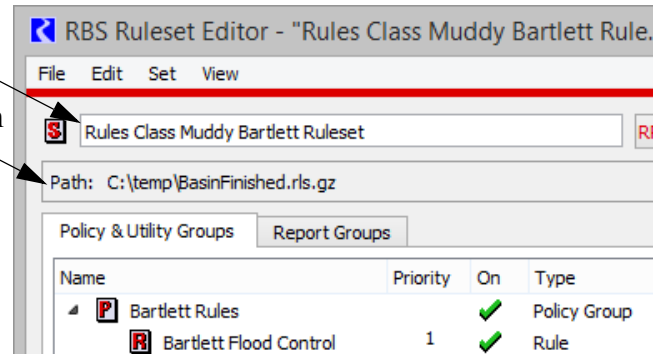 RBS Ruleset Editor - "Rules Class Muddy Bartlett Rule.
File Edit Set View
S Rules Class Muddy Bartlett Ruleset
Path: C:\temp\BasinFinished.rls.gz
Policy & Utility Groups Report Groups
Name Priority On Type
P Bartlett Rules Policy Group
R Bartlett Flood Control 1 Rule